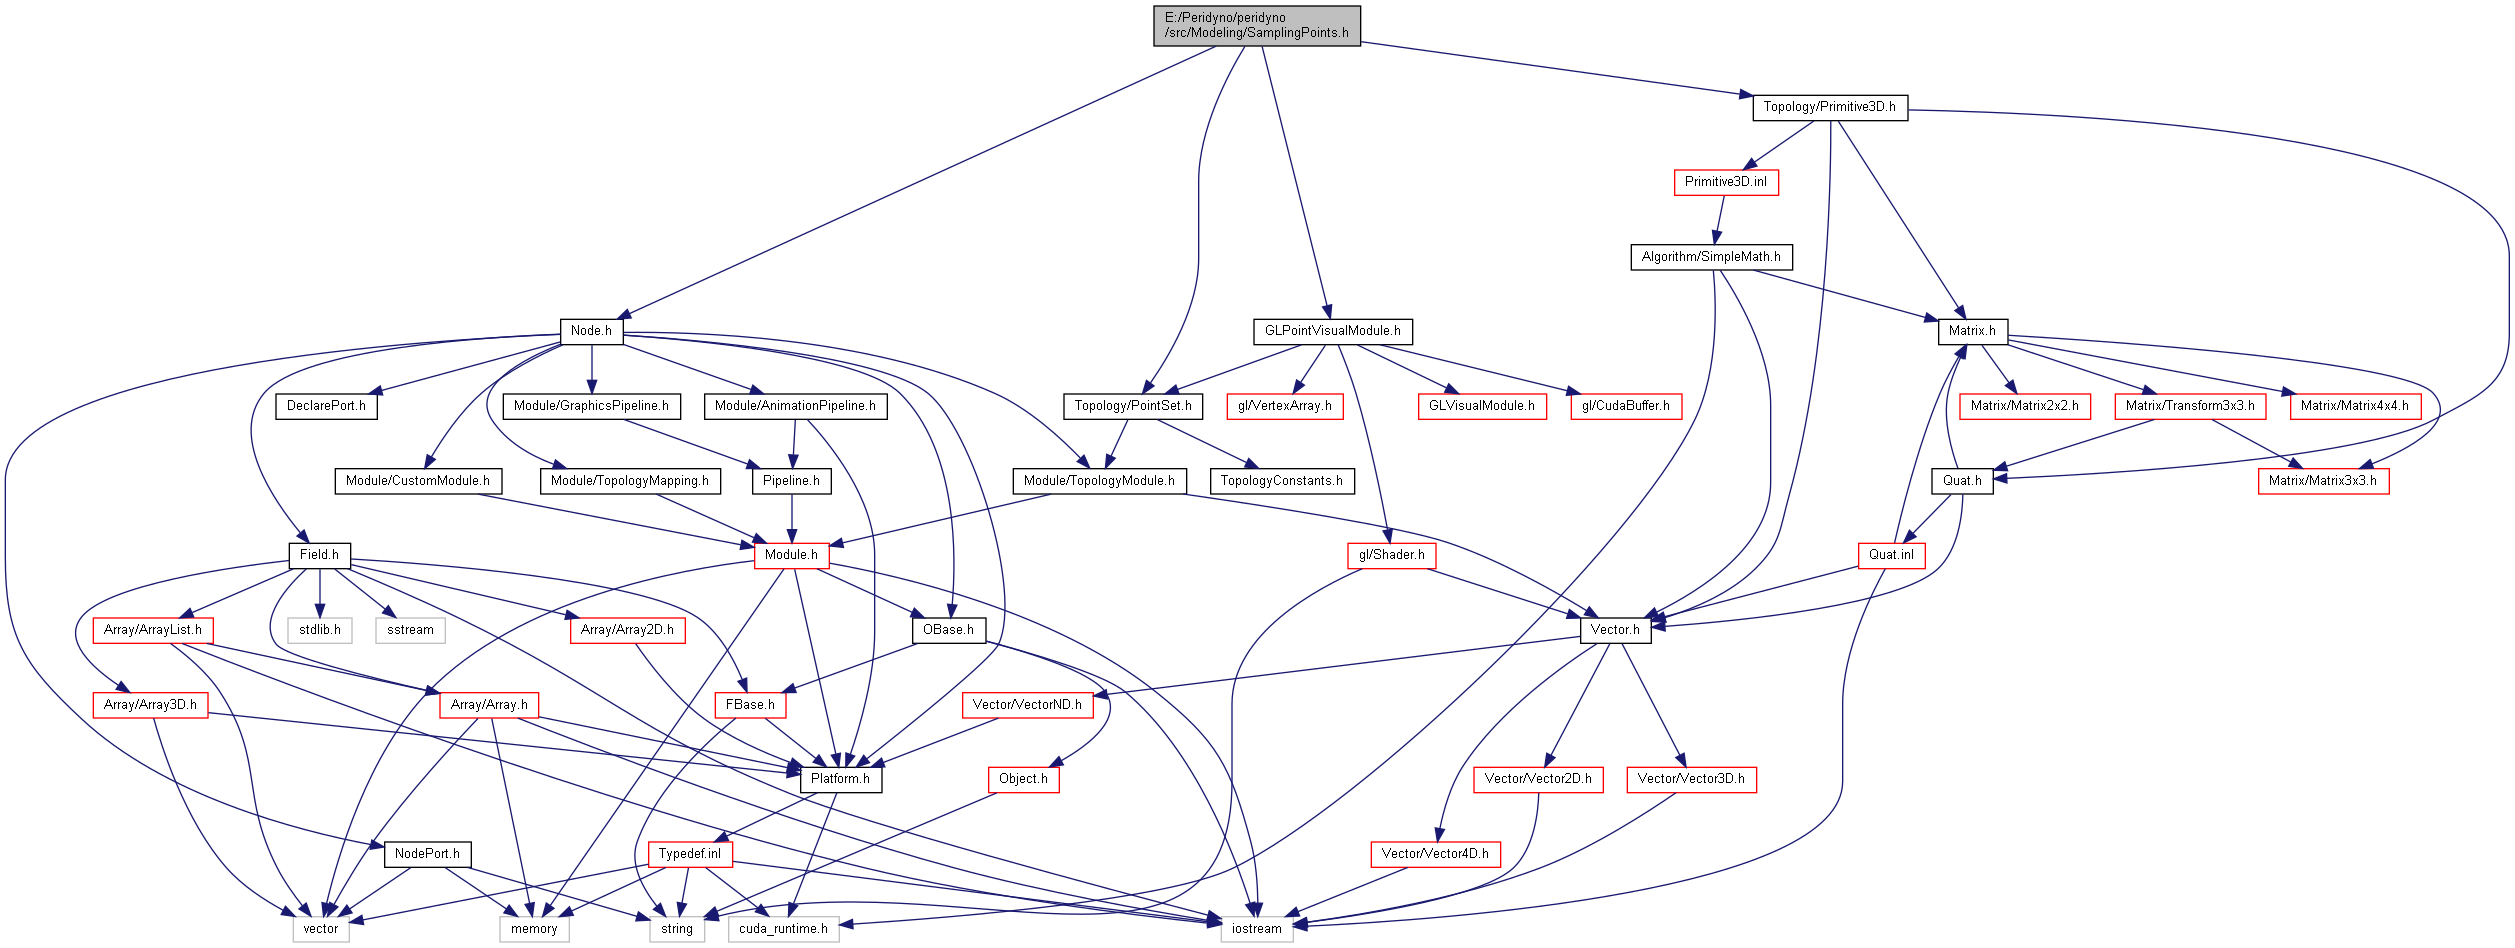 E:/Peridyno/peridyno
/src/Modeling/SamplingPoints.h
Topology/Primitive3D.h
Primitive3D.inl
Algorithm/SimpleMath.h
Node.h
GLPointVisualModule.h
Matrix.h
DeclarePort.h
Module/GraphicsPipeline.h
Module/AnimationPipeline.h
Topology/PointSet.h
gl/VertexArray.h
GLVisualModule.h
gl/CudaBuffer.h
Matrix/Matrix2x2.h
Matrix/Transform3x3.h
Matrix/Matrix4x4.h
Module/CustomModule.h
Module/TopologyMapping.h
Pipeline.h
Module/TopologyModule.h
TopologyConstants.h
Quat.h
Matrix/Matrix3x3.h
Field.h
Module.h
gl/Shader.h
Quat.inl
Array/ArrayList.h
stdlib.h
sstream
Array/Array2D.h
OBase.h
Vector.h
Array/Array3D.h
Array/Array.h
FBase.h
Vector/VectorND.h
Platform.h
Object.h
Vector/Vector2D.h
Vector/Vector3D.h
NodePort.h
Typedef.inl
Vector/Vector4D.h
vector
memory
string
cuda_runtime.h
iostream